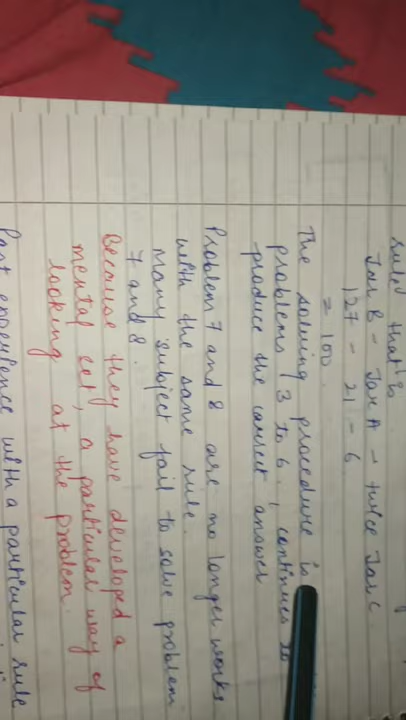 rule that is
Jar B - Jar A - twice Jar C
127 - 21 - 6
= 100
The solving procedure is
problems 3 to 6, continues to
produce the correct answer
Problem 7 and 8 are no longer works
with the same rule.
Many subject fail to solve problem
7 and 8.
Because they have developed a
mental set, a particular way of
looking at the problem.
Past experience with a particular rule